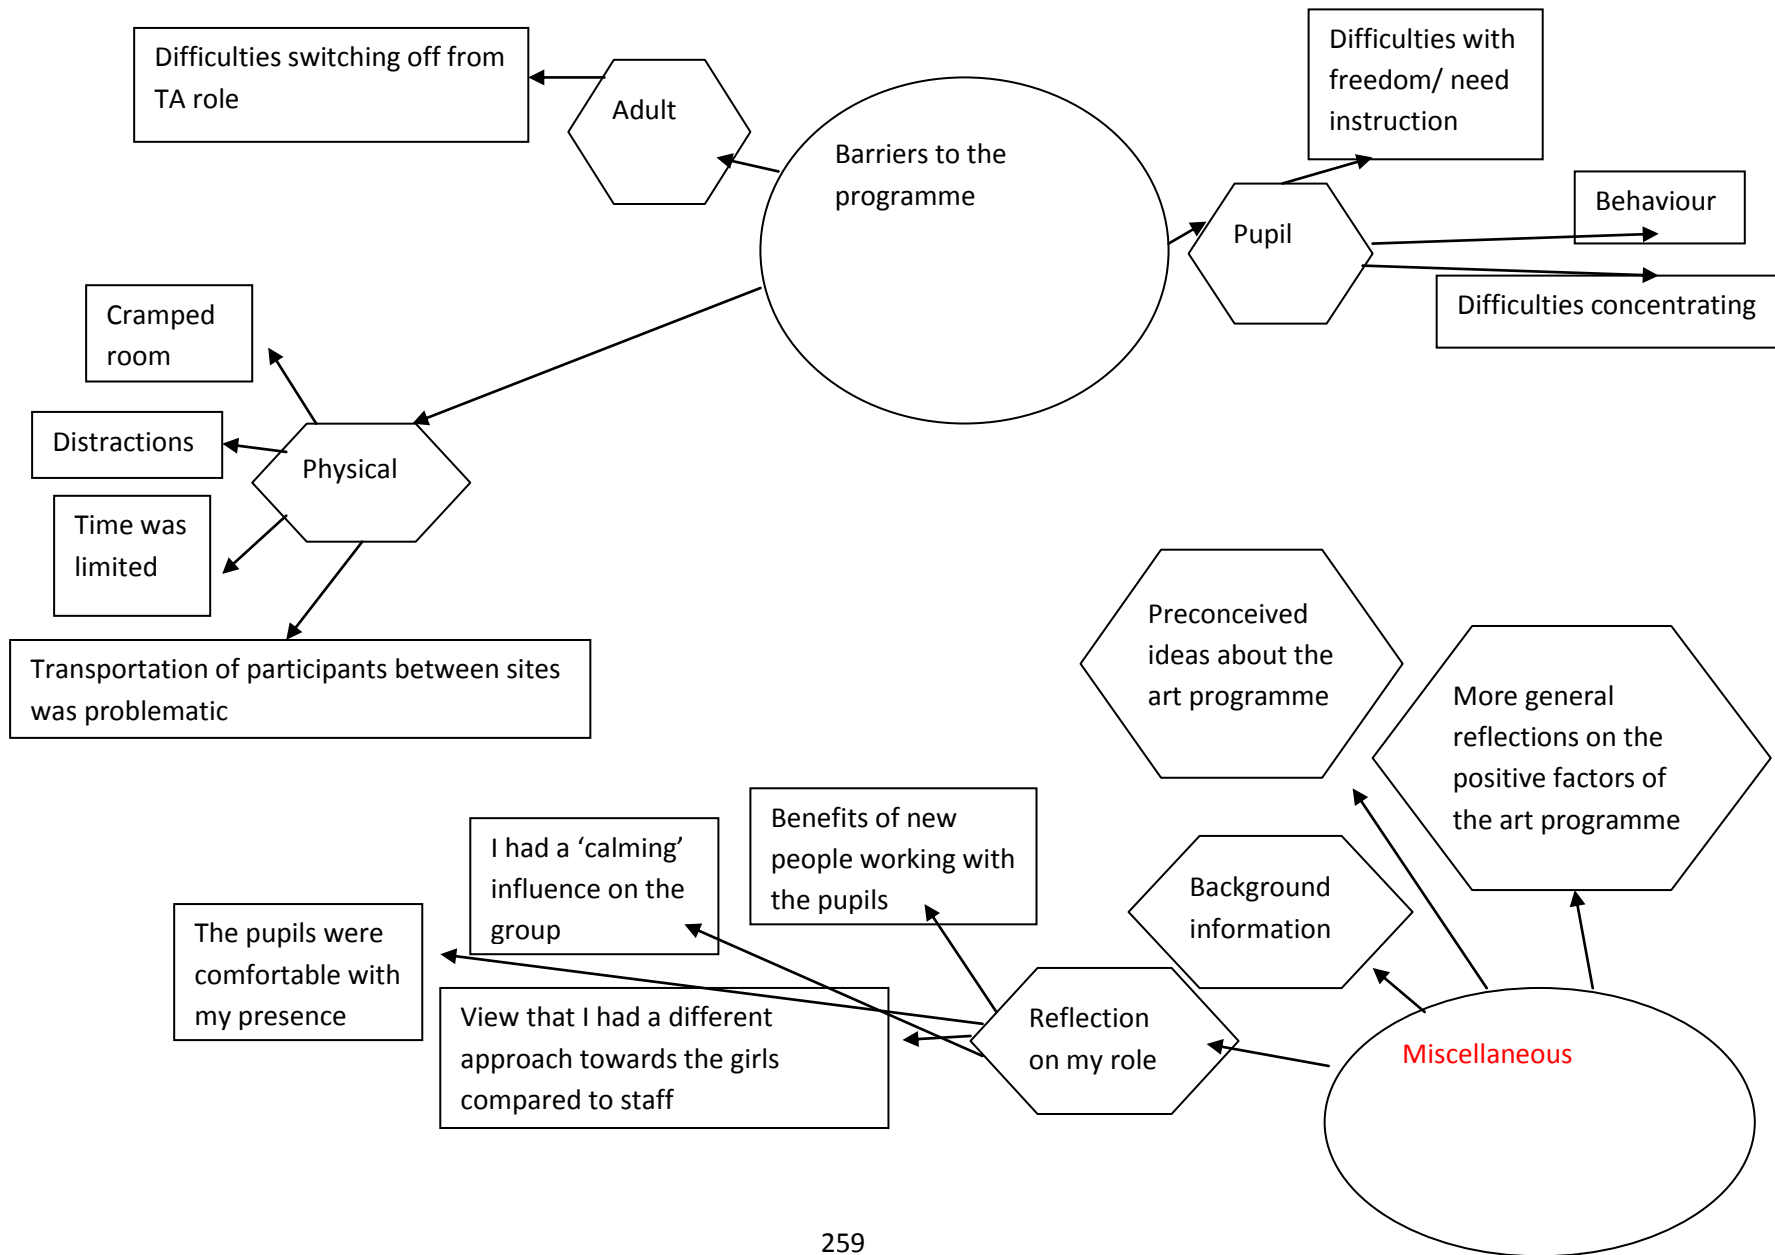 Difficulties switching off from
TA role
Adult
Barriers to the
programme
Difficulties with
freedom/ need
instruction
Pupil
Behaviour
Difficulties concentrating
Cramped
room
Distractions
Physical
Time was
limited
Transportation of participants between sites
was problematic
Preconceived
ideas about the
art programme
More general
reflections on the
positive factors of
the art programme
Benefits of new
people working with
the pupils
I had a ‘calming’
influence on the
group
Background
information
The pupils were
comfortable with
my presence
View that I had a different
approach towards the girls
compared to staff
Reflection
on my role
Miscellaneous
259